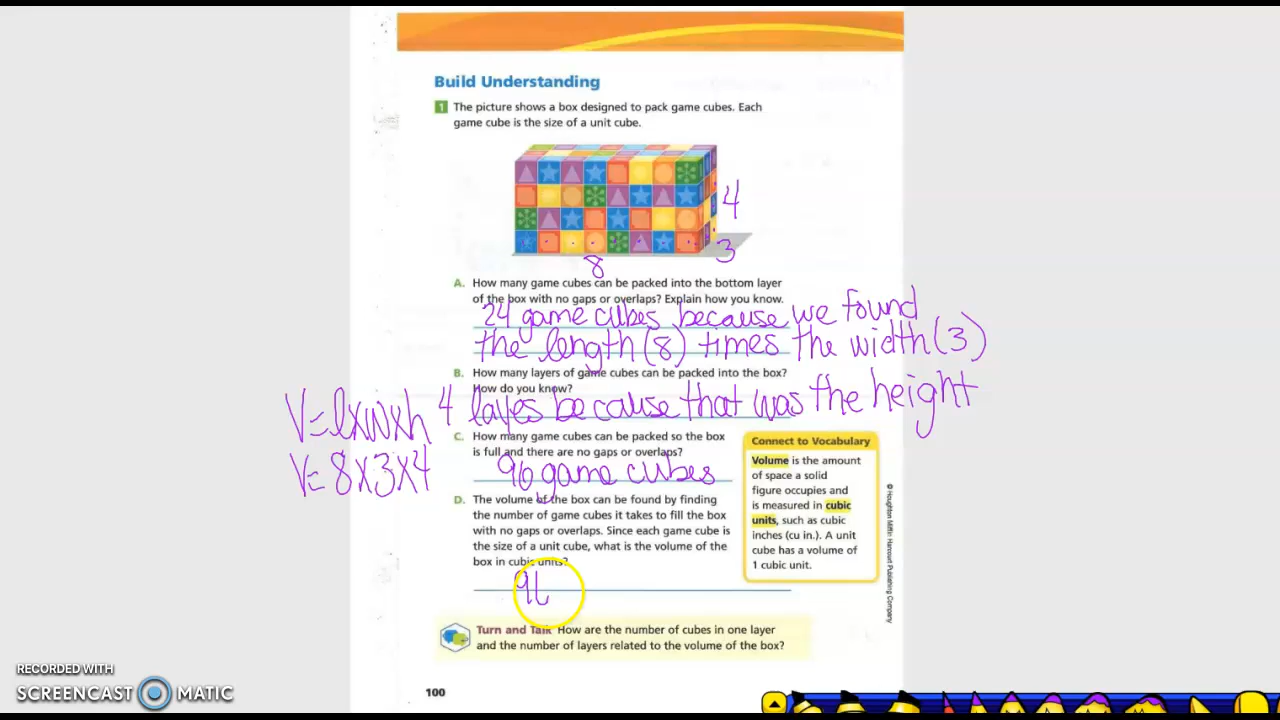 Build Understanding
1 The picture shows a box designed to pack game cubes. Each
game cube is the size of a unit cube.
4
3
8
A. How many game cubes can be packed into the bottom layer
of the box with no gaps or overlaps? Explain how you know.
24 game cubes because we found
the length (8) times the width (3)
B. How many layers of game cubes can be packed into the box?
How do you know?
4 layes because that was the height
V=lxwxh
V=8x3x4
C. How many game cubes can be packed so the box
is full and there are no gaps or overlaps?
96 game cubes
D. The volume of the box can be found by finding
the number of game cubes it takes to fill the box
with no gaps or overlaps. Since each game cube is
the size of a unit cube, what is the volume of the
box in cubic units?
96
Connect to Vocabulary
Volume is the amount
of space a solid
figure occupies and
is measured in cubic
units, such as cubic
inches (cu in.). A unit
cube has a volume of
1 cubic unit.
© Houghton Mifflin Harcourt Publishing Company
Turn and Talk How are the number of cubes in one layer
and the number of layers related to the volume of the box?
100
RECORDED WITH
SCREENCAST MATIC